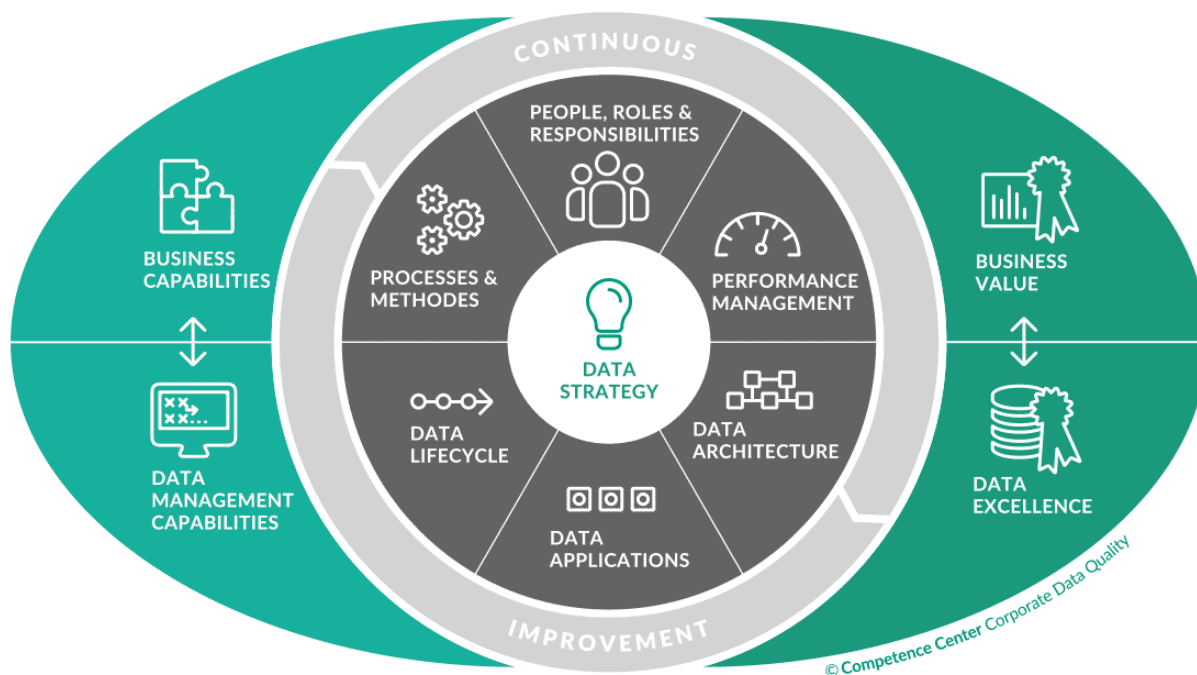 CONTINUOUS
PEOPLE, ROLES &
RESPONSIBILITIES
BUSINESS
CAPABILITIES
PROCESSES &
METHODES
PERFORMANCE
MANAGEMENT
BUSINESS
VALUE
DATA
STRATEGY
DATA
MANAGEMENT
CAPABILITIES
DATA
LIFECYCLE
DATA
ARCHITECTURE
DATA
EXCELLENCE
DATA
APPLICATIONS
IMPROVEMENT
© Competence Center Corporate Data Quality